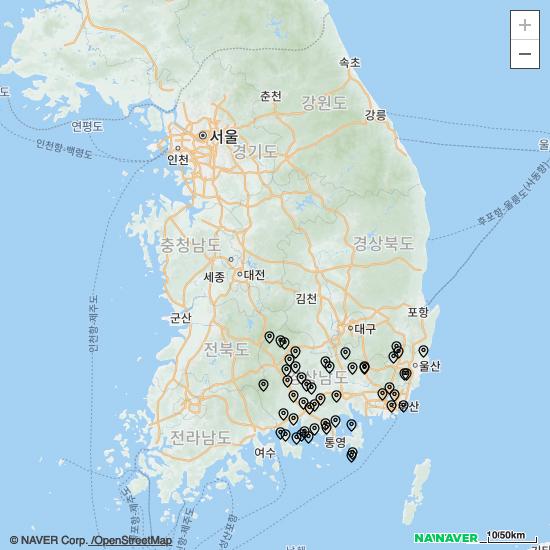 +
−
속초
춘천
강원도
강릉
연평도
서울
인천
인천항-백령도
경기도
후포항-울릉도(사동항)
충청남도
경상북도
세종
대전
김천
인천항-제주도
군산
포항
대구
전라북도
울산
전라남도
통영
여수
NAVER
10/50km
© NAVER Corp. /OpenStreetMap